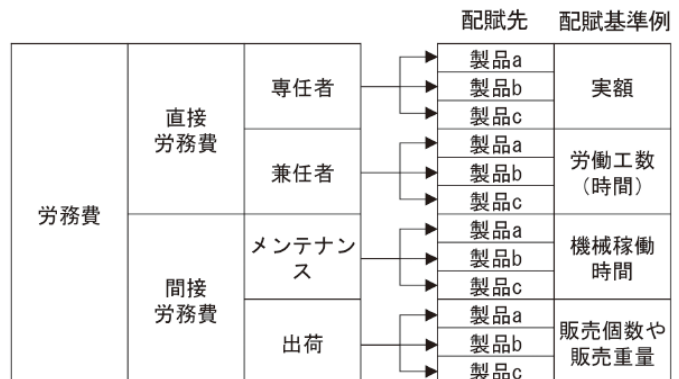 配賦先 配賦基準例
労務費
直接
労務費
専任者
製品a
製品b
製品c
実額
兼任者
製品a
製品b
製品c
労働工数
（時間）
間接
労務費
メンテナン
ス
製品a
製品b
製品c
機械稼働
時間
出荷
製品a
製品b
製品c
販売個数や
販売重量